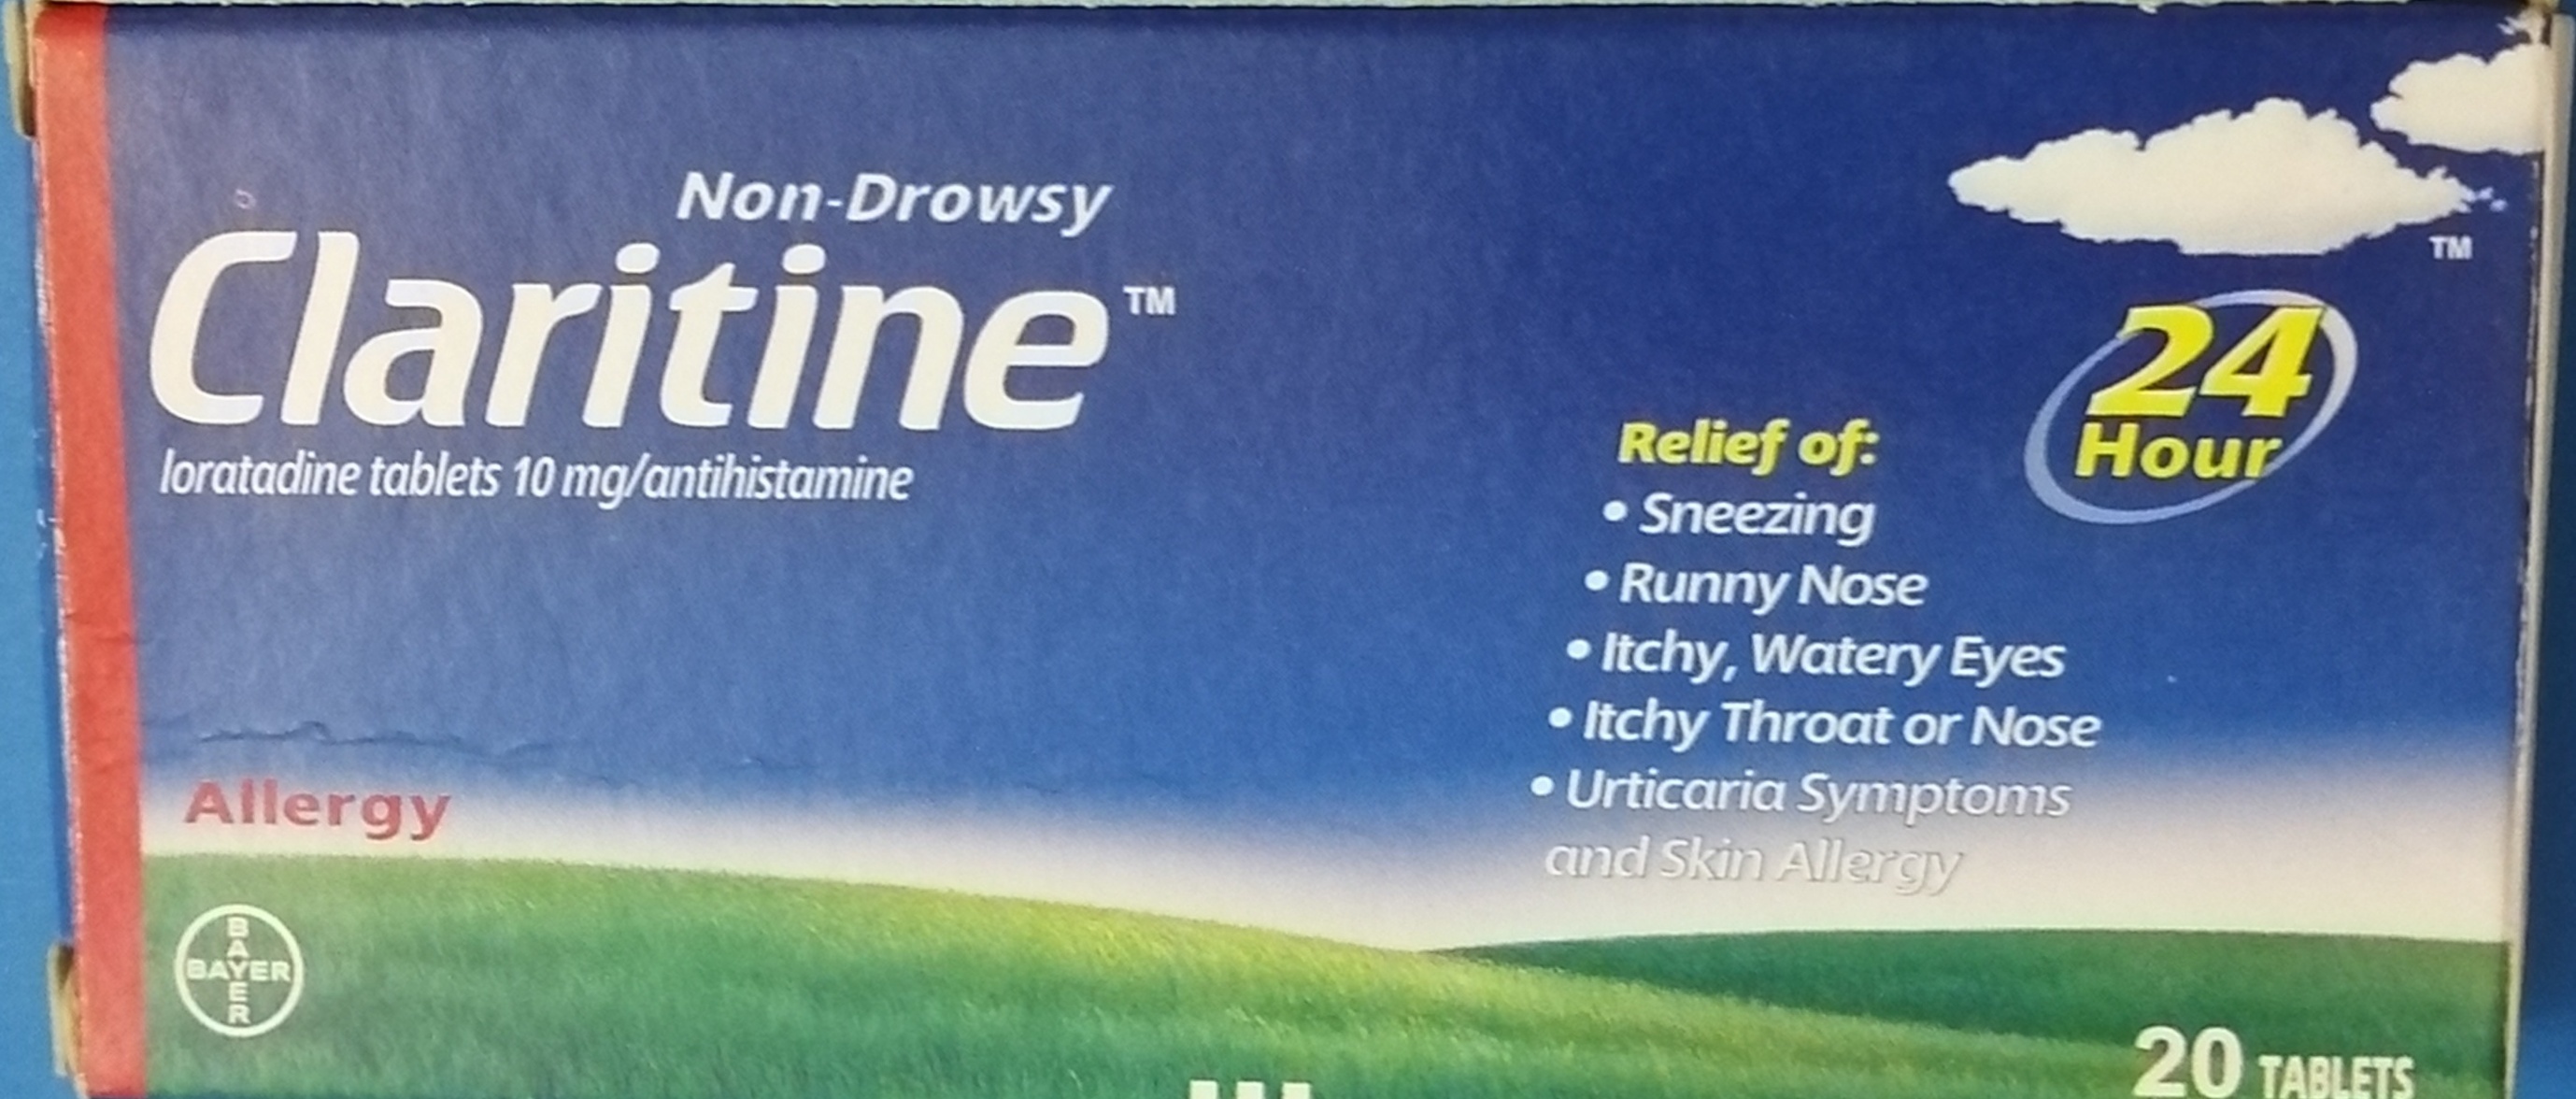 Non-Drowsy
Claritine™
loratadine tablets 10 mg/antihistamine
TM
24
Hour
Relief of:
• Sneezing
• Runny Nose
• Itchy, Watery Eyes
• Itchy Throat or Nose
• Urticaria Symptoms
and Skin Allergy
Allergy
BAYER
BAYER
20 TABLETS